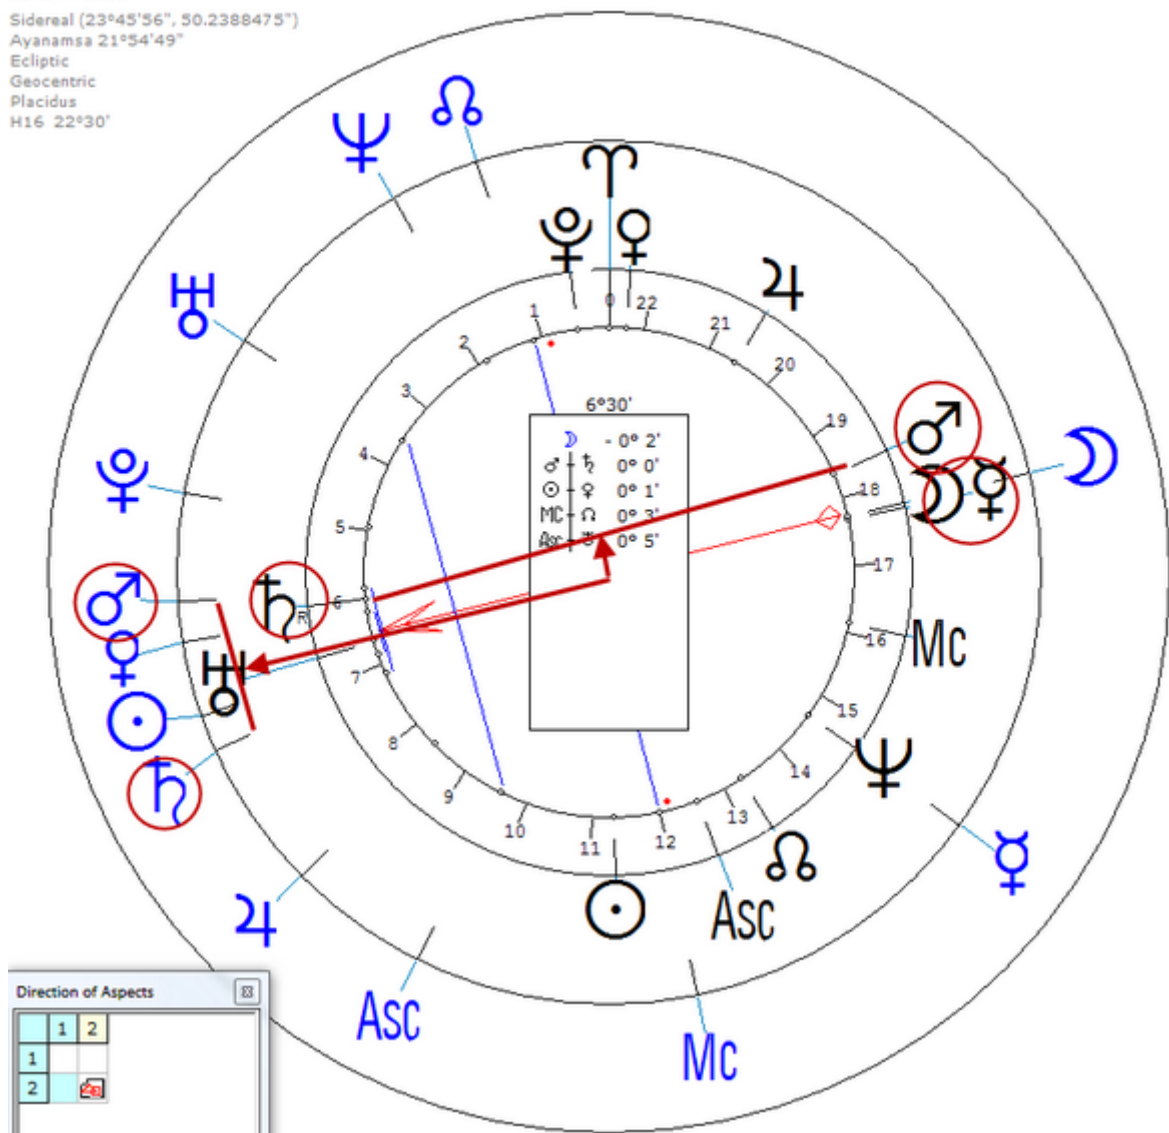 Sidereal (23°45'56", 50.2388475")
Ayanamsa 21°54'49"
Ecliptic
Geocentric
Placidus
H16 22°30'
☊
♆
♈
♇ ♀
♃
♅
0
1 22
2 21
3 20
4 19
5 18
6 17
7 16
8 15
9 14
10 13
11 12
6°30'
☽ - 0° 2'
♂ ♄ 0° 0'
☉ ♀ 0° 1'
MC ☊ 0° 3'
Asc ♅ 0° 5'
♂
☽ ☿ ☽
♇
♂ ♄ R
♀ ♅
☉
♄
Mc
♆
☿
☊
☉ Asc
♃
Asc
Mc
Direction of Aspects
1 2
1
2